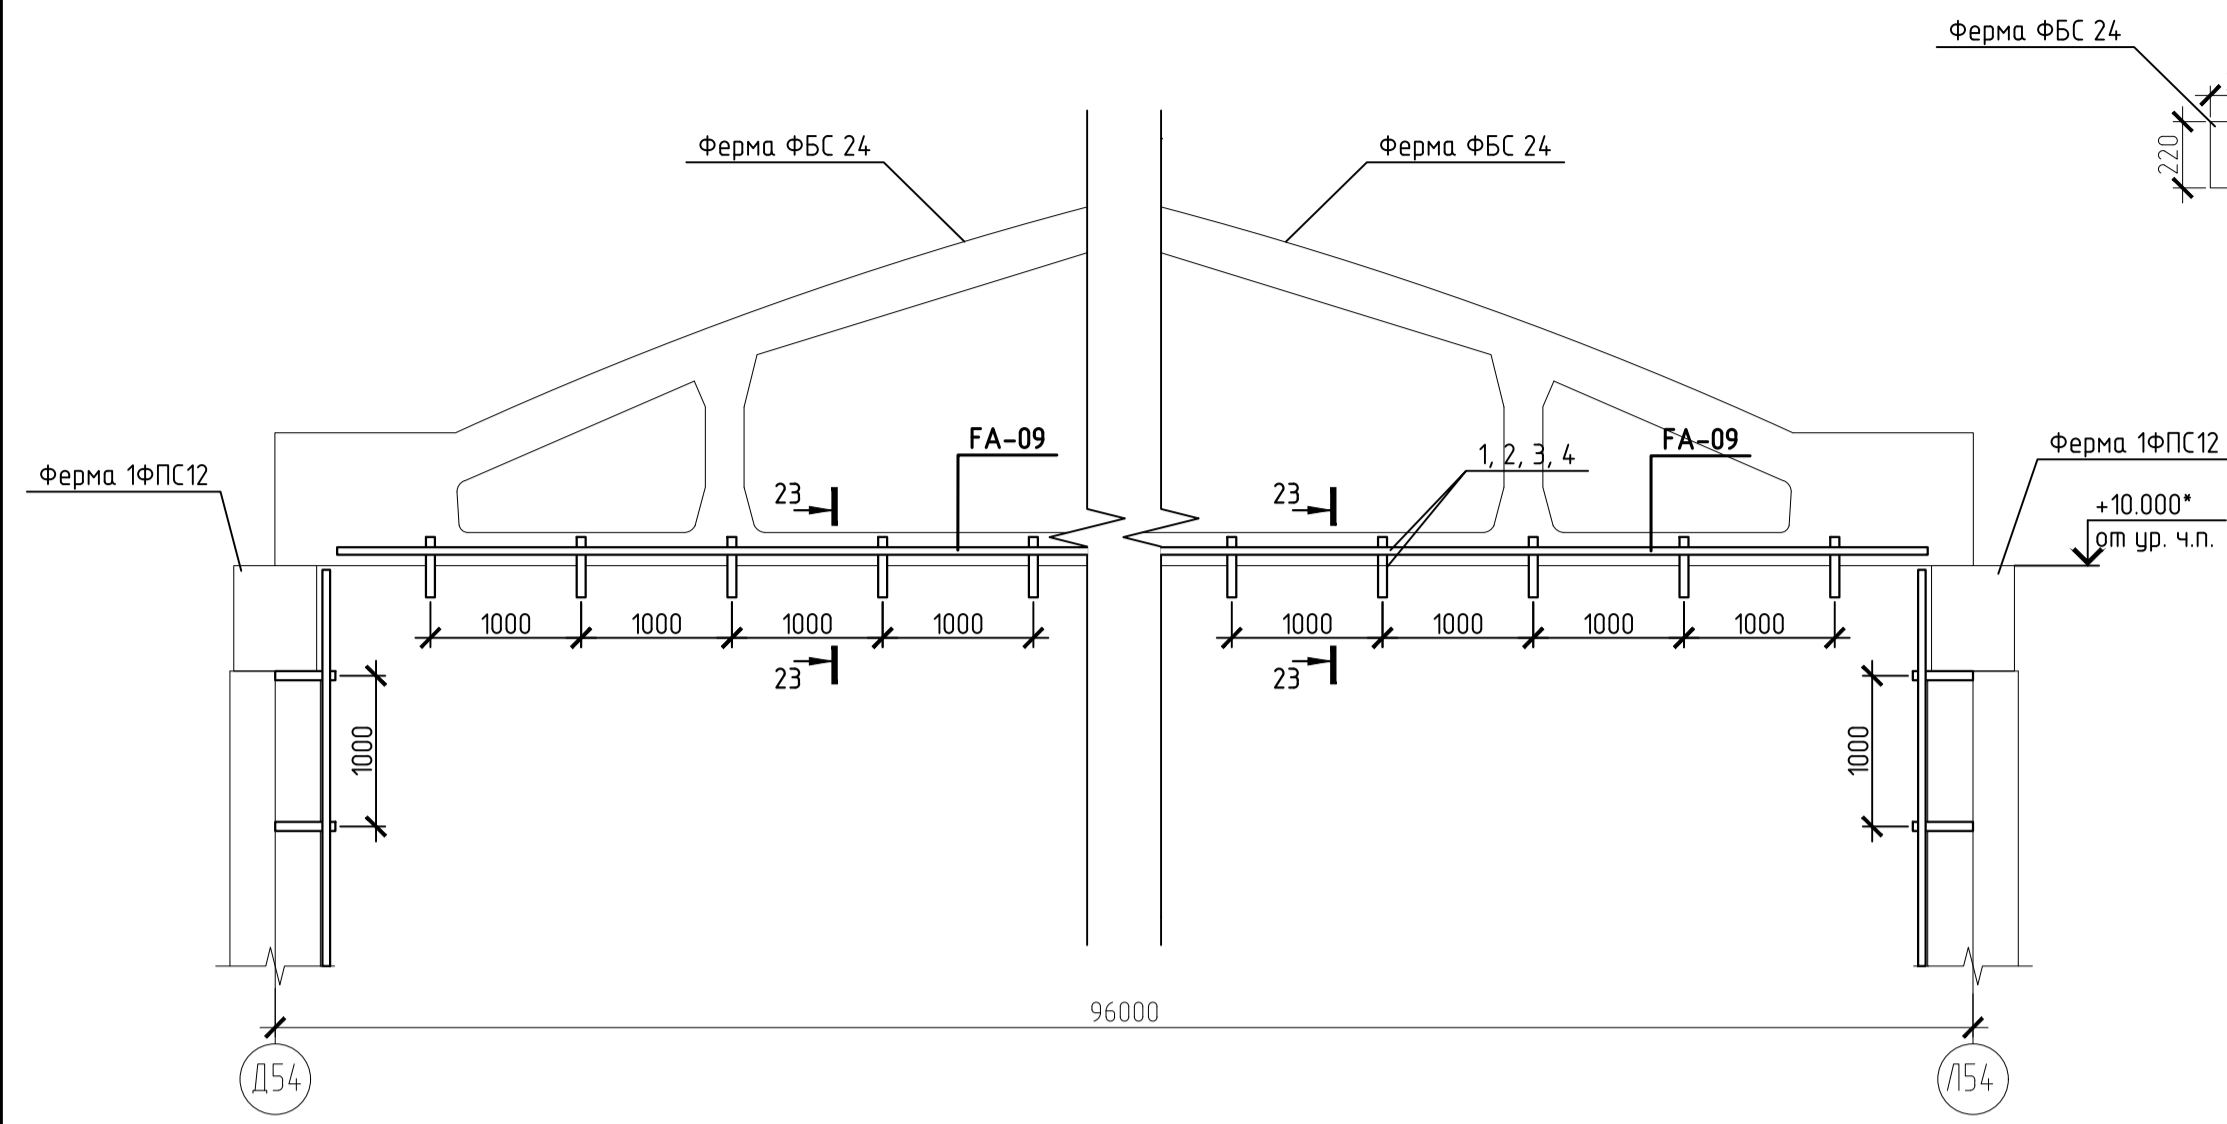 Ферма ФБС 24
220
Ферма ФБС 24
Ферма ФБС 24
FA-09
1, 2, 3, 4
FA-09
Ферма 1ФПС12
Ферма 1ФПС12
23
23
+10.000*
от ур. ч.п.
1000
1000
1000
1000
1000
1000
1000
1000
23
23
1000
1000
96000
Д54
Л54